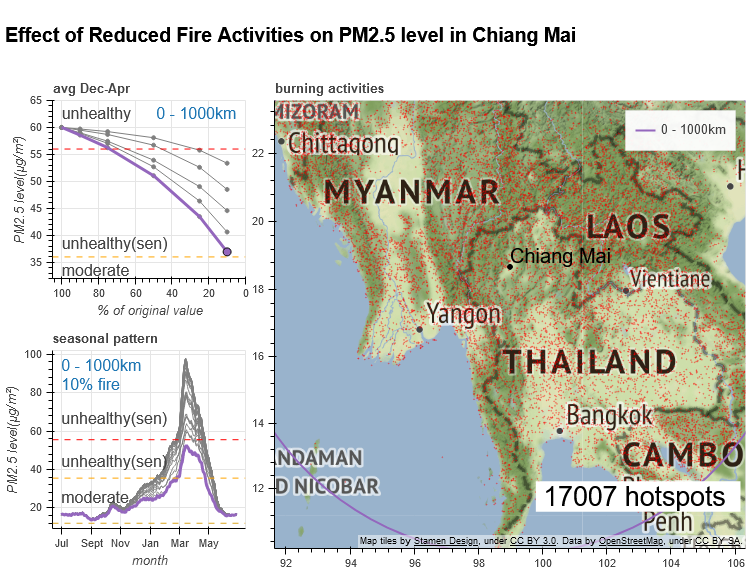 Effect of Reduced Fire Activities on PM2.5 level in Chiang Mai
avg Dec-Apr
65
60
55
50
45
40
35
PM2.5 level(μg/m³)
unhealthy
0 - 1000km
unhealthy(sen)
moderate
100 80 60 40 20 0
% of original value
seasonal pattern
100
80
60
40
20
PM2.5 level(μg/m³)
0 - 1000km
10% fire
unhealthy(sen)
unhealthy(sen)
moderate
Jul Sept Nov Jan Mar May
month
burning activities
22
20
18
16
14
12
MIZORAM
Chittagong
0 - 1000km
H
MYANMAR
LAOS
Chiang Mai
Vientiane
Yangon
THAILAND
Bangkok
NDAMAN
D NICOBAR
CAMBO
17007 hotspots
Penh
Map tiles by Stamen Design, under CC BY 3.0. Data by OpenStreetMap, under CC BY SA.
92 94 96 98 100 102 104 106